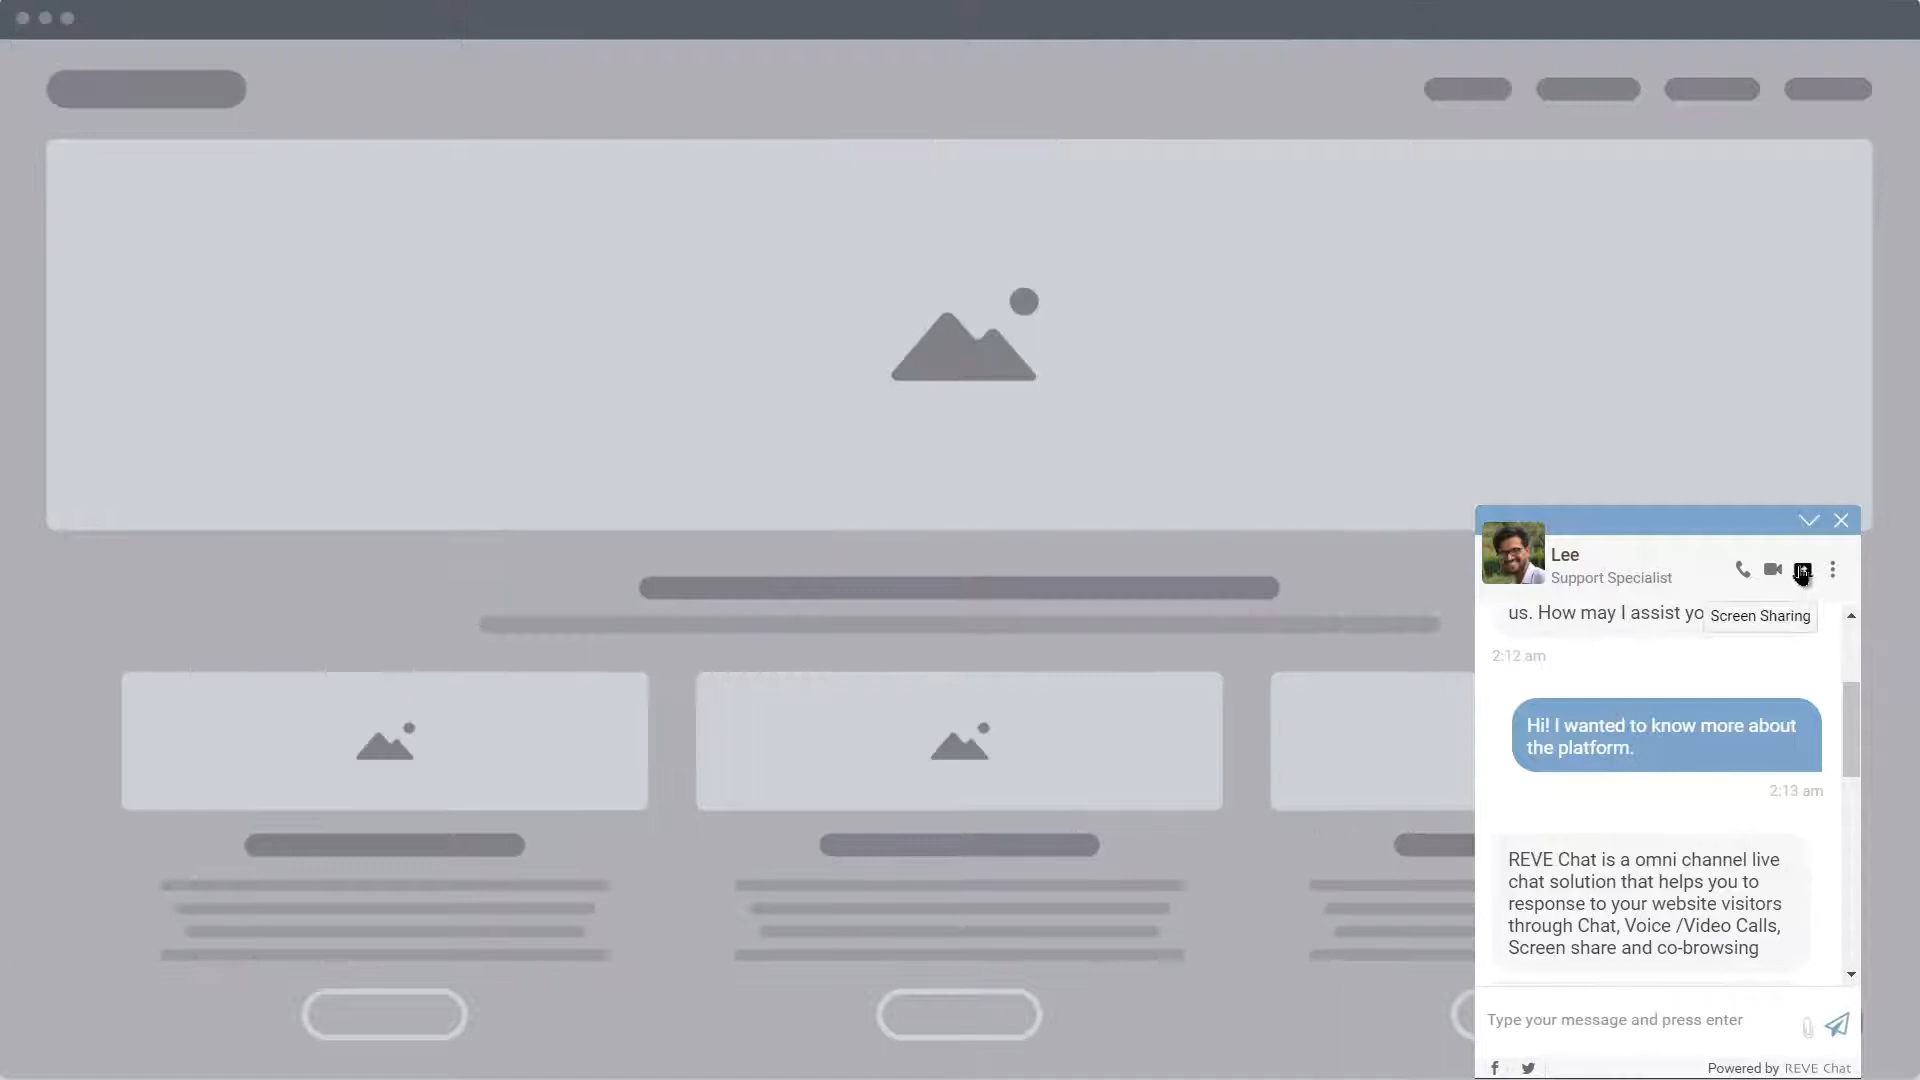 Lee
Support Specialist
us. How may I assist yo
Screen Sharing
2:12 am
Hi! I wanted to know more about
the platform.
2:13 am
REVE Chat is a omni channel live
chat solution that helps you to
response to your website visitors
through Chat, Voice /Video Calls,
Screen share and co-browsing
Type your message and press enter
Powered by REVE Chat